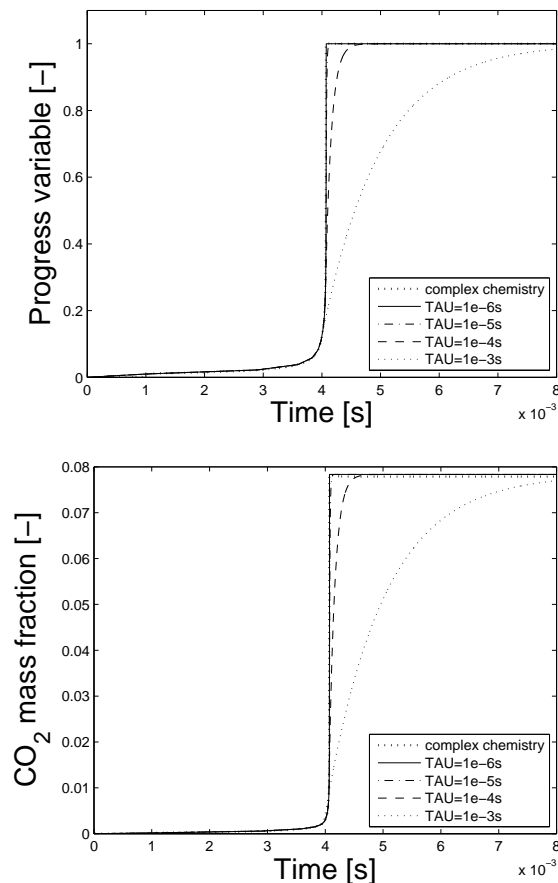 Progress variable [−]
1
0.8
0.6
0.4
0.2
0
0 1 2 3 4 5 6 7 8
Time [s]
x 10⁻³
complex chemistry
TAU=1e−6s
TAU=1e−5s
TAU=1e−4s
TAU=1e−3s
CO₂ mass fraction [−]
0.08
0.07
0.06
0.05
0.04
0.03
0.02
0.01
0
0 1 2 3 4 5 6 7 8
Time [s]
x 10⁻³
complex chemistry
TAU=1e−6s
TAU=1e−5s
TAU=1e−4s
TAU=1e−3s